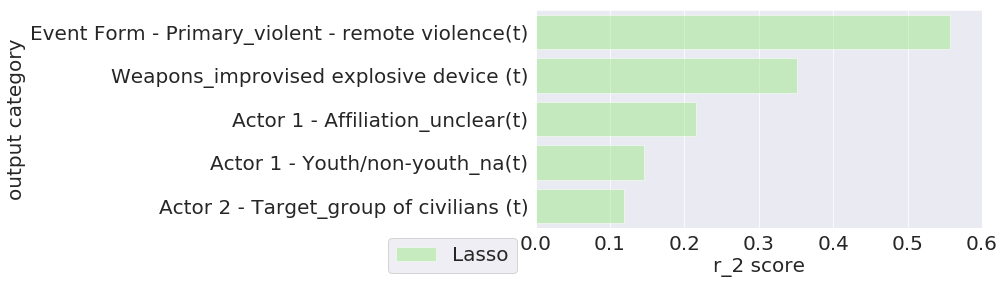 output category
Event Form - Primary_violent - remote violence(t)
Weapons_improvised explosive device (t)
Actor 1 - Affiliation_unclear(t)
Actor 1 - Youth/non-youth_na(t)
Actor 2 - Target_group of civilians (t)
0.0 0.1 0.2 0.3 0.4 0.5 0.6
r_2 score
Lasso